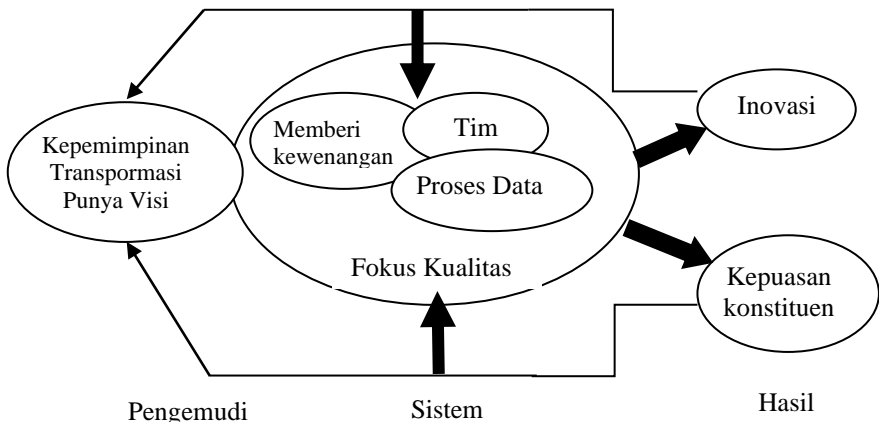 Kepemimpinan
Transpormasi
Punya Visi
Memberi
kewenangan
Tim
Proses Data
Fokus Kualitas
Inovasi
Kepuasan
konstituen
Pengemudi
Sistem
Hasil